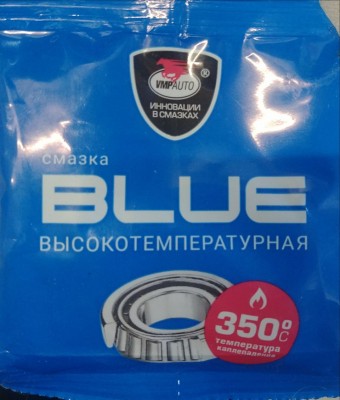 VMPAUTO
®
ИННОВАЦИИ
В СМАЗКАХ
смазка
BLUE
ВЫСОКОТЕМПЕРАТУРНАЯ
350°C
температура
каплепадения